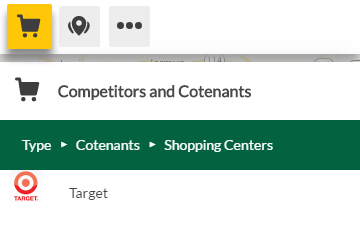 Competitors and Cotenants
Type ▸ Cotenants ▸ Shopping Centers
TARGET.
Target